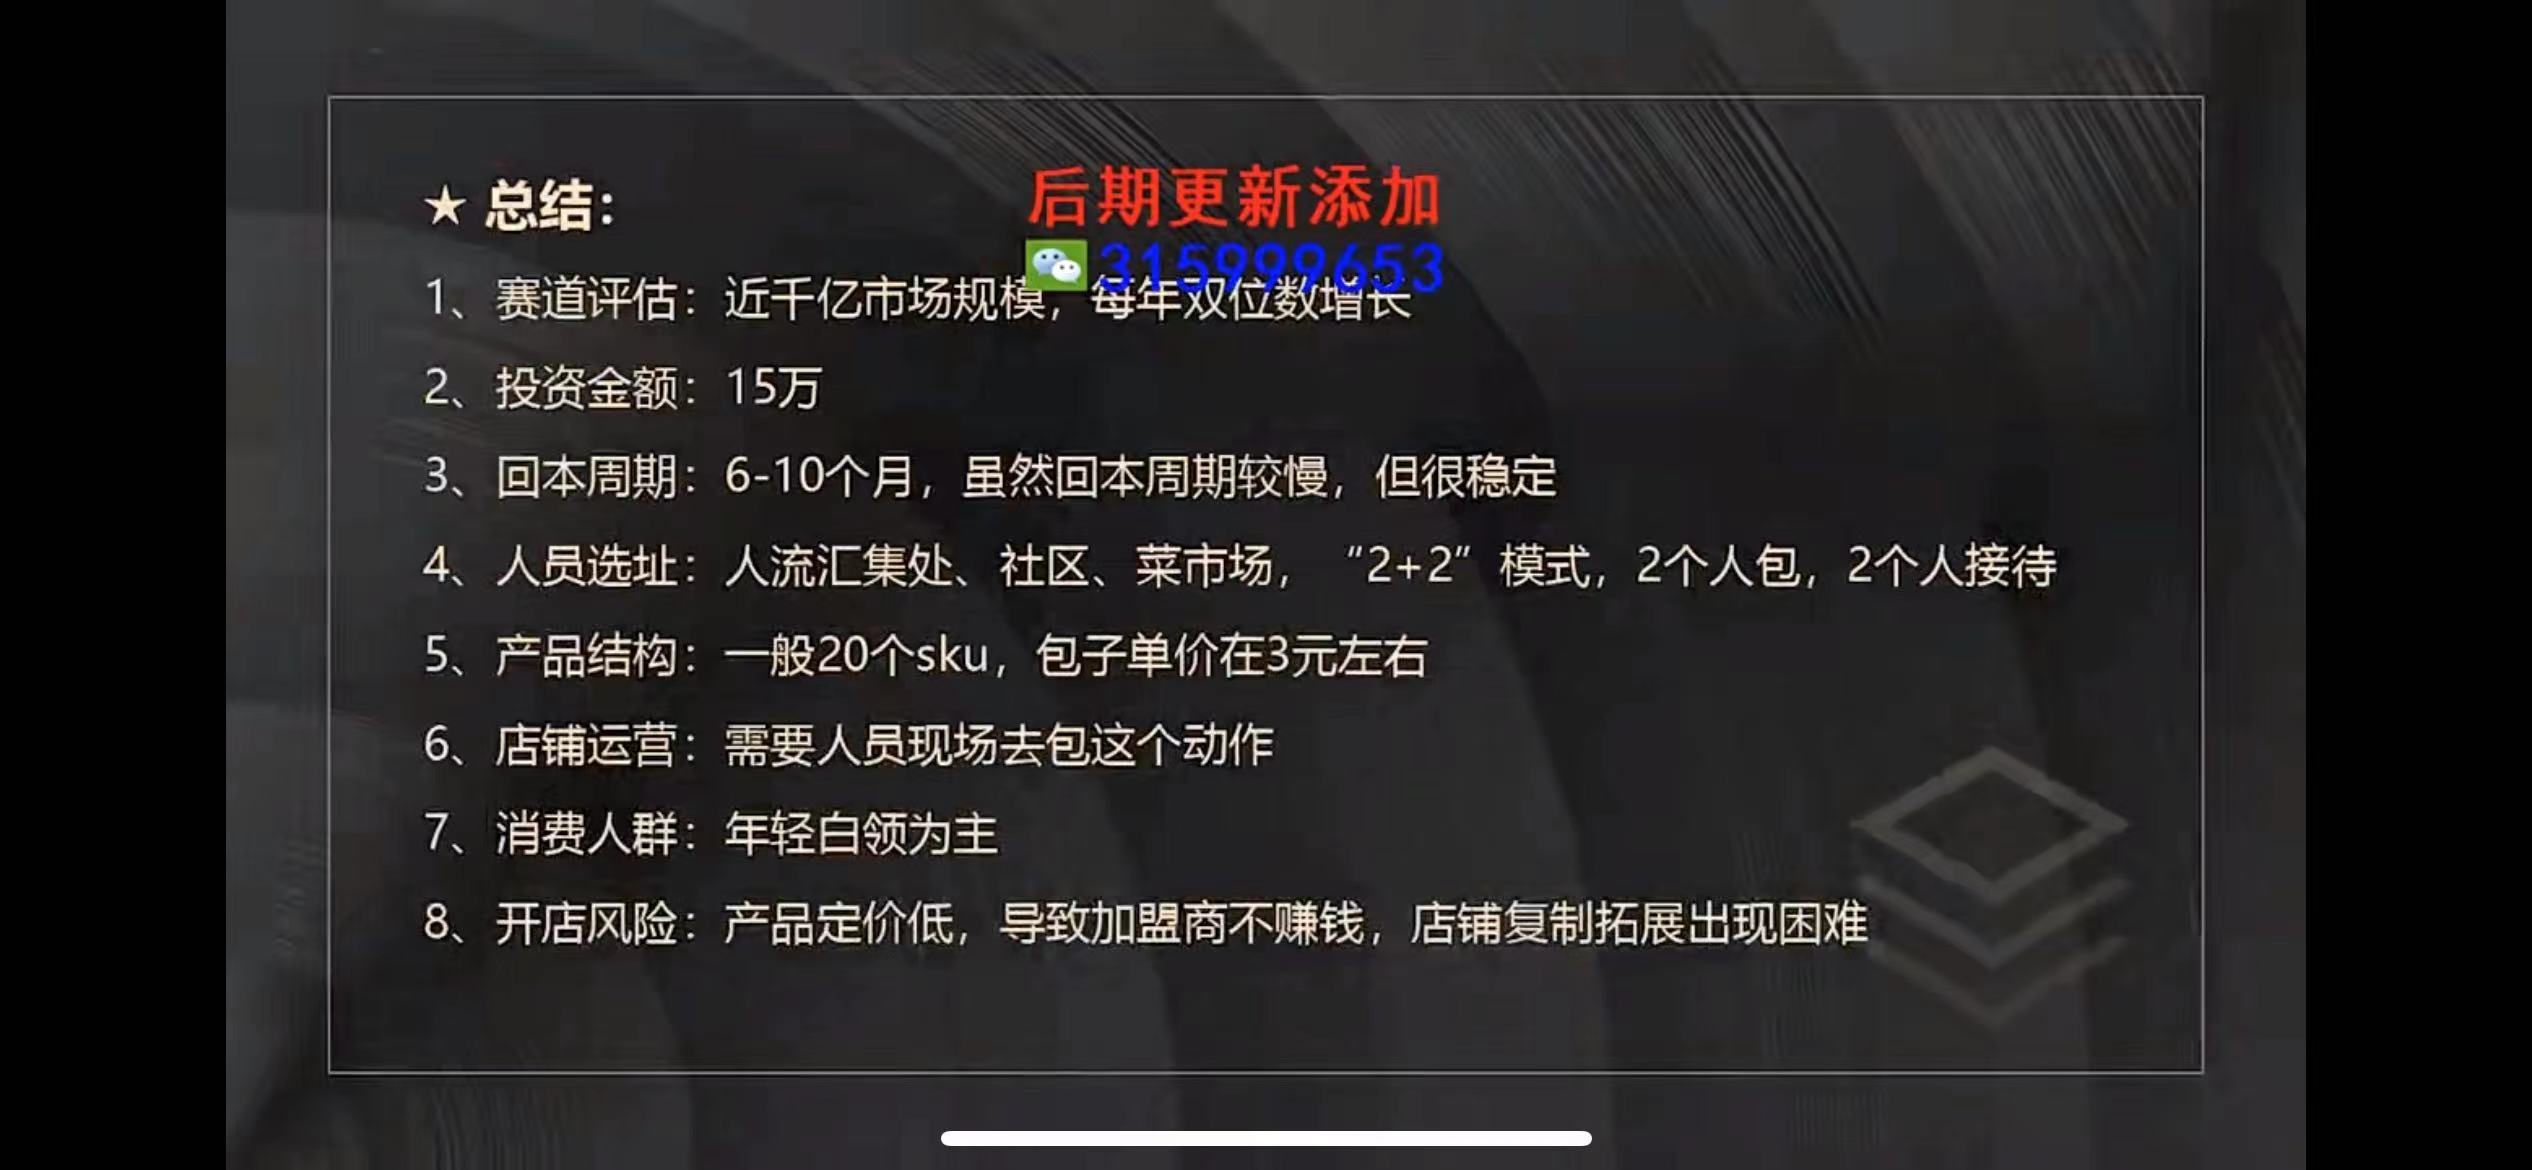 ★ 总结：
后期更新添加
315999653
1、赛道评估：近千亿市场规模，每年双位数增长
2、投资金额：15万
3、回本周期：6-10个月，虽然回本周期较慢，但很稳定
4、人员选址：人流汇集处、社区、菜市场，“2+2”模式，2个人包，2个人接待
5、产品结构：一般20个sku，包子单价在3元左右
6、店铺运营：需要人员现场去包这个动作
7、消费人群：年轻白领为主
8、开店风险：产品定价低，导致加盟商不赚钱，店铺复制拓展出现困难